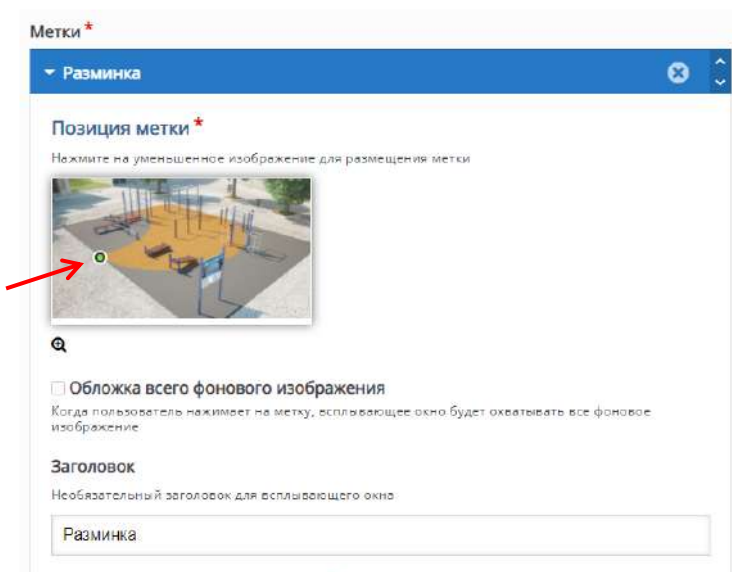 Метки *
Разминка
Позиция метки *
Нажмите на уменьшенное изображение для размещения метки
Обложка всего фонового изображения
Когда пользователь нажимает на метку, всплывающее окно будет охватывать все фоновое
изображение
Заголовок
Необязательный заголовок для всплывающего окна
Разминка